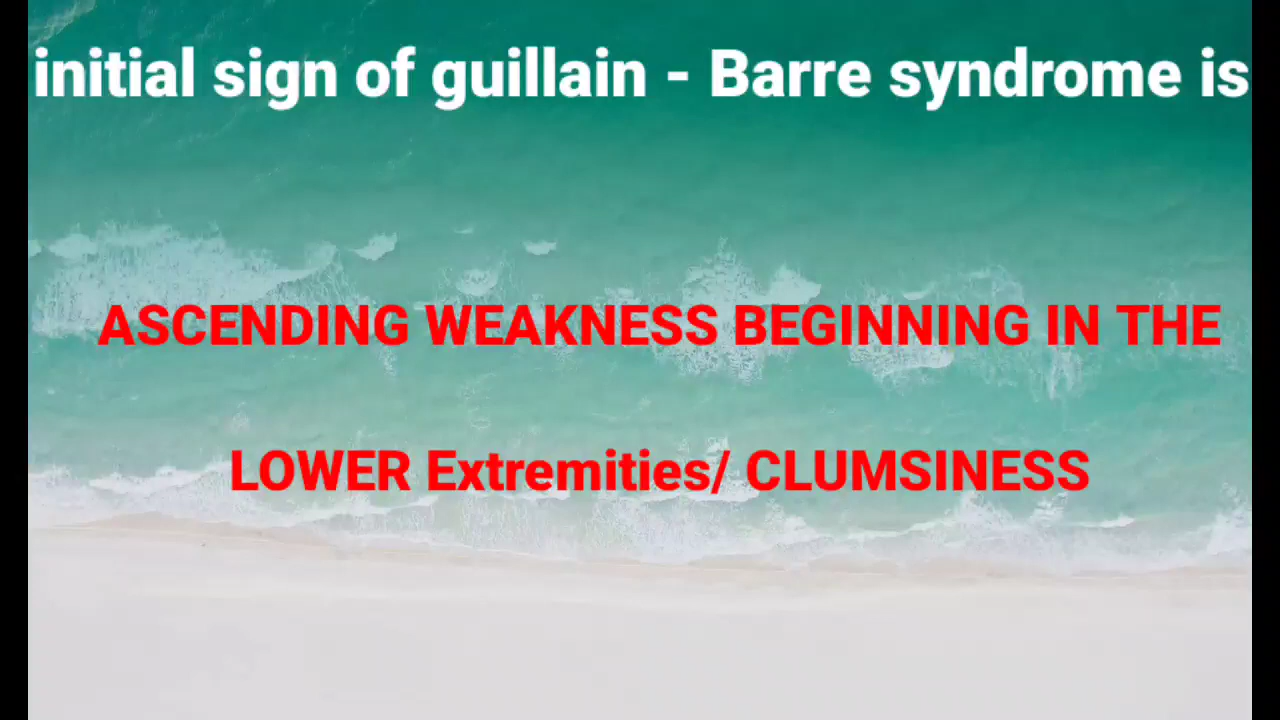 initial sign of guillain - Barre syndrome is
ASCENDING WEAKNESS BEGINNING IN THE
LOWER Extremities/ CLUMSINESS